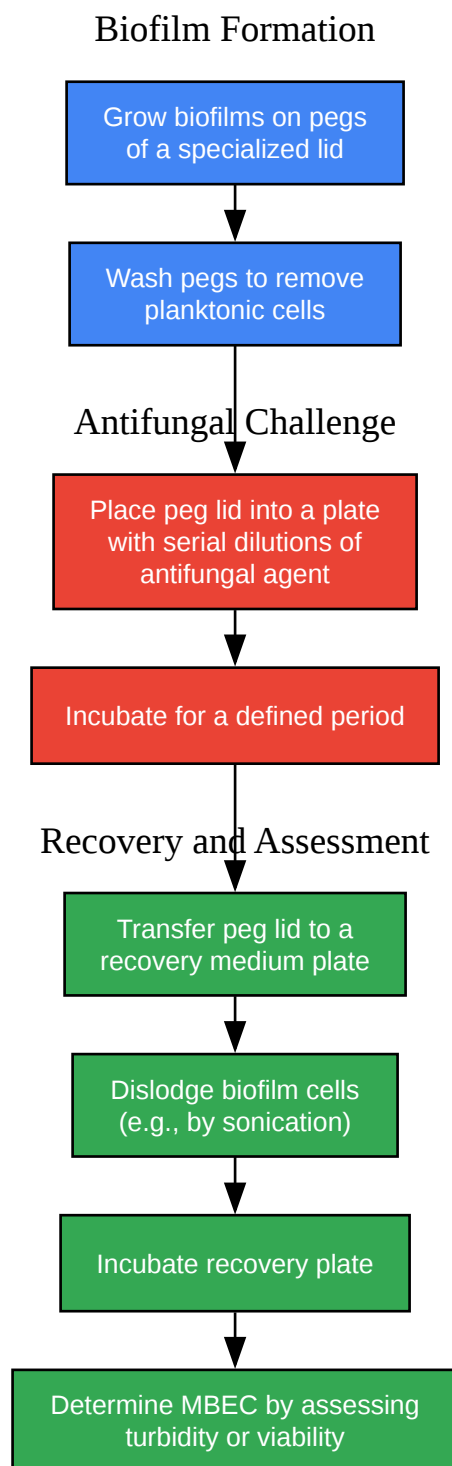 Biofilm Formation
Grow biofilms on pegs
of a specialized lid
Wash pegs to remove
planktonic cells
Antifungal Challenge
Place peg lid into a plate
with serial dilutions of
antifungal agent
Incubate for a defined period
Recovery and Assessment
Transfer peg lid to a
recovery medium plate
Dislodge biofilm cells
(e.g., by sonication)
Incubate recovery plate
Determine MBEC by assessing
turbidity or viability